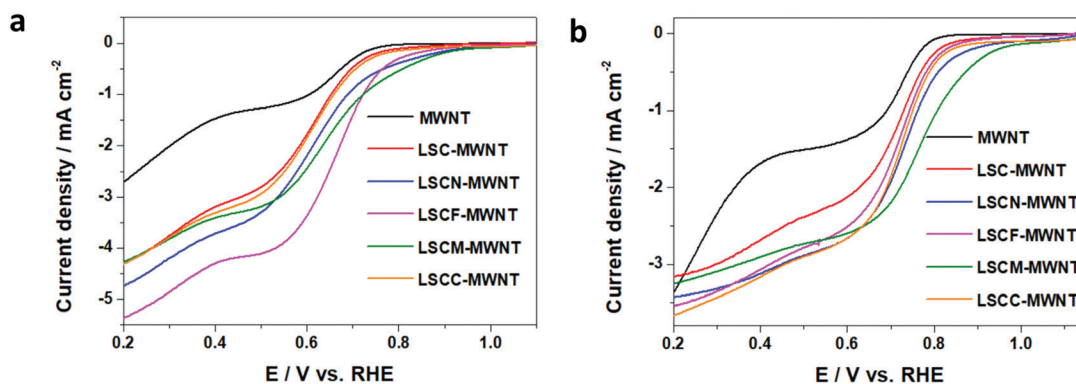 a
0
-1
-2
-3
-4
-5
Current density / mA cm-2
MWNT
LSC-MWNT
LSCN-MWNT
LSCF-MWNT
LSCM-MWNT
LSCC-MWNT
0.2 0.4 0.6 0.8 1.0
E / V vs. RHE
b
0
-1
-2
-3
Current density / mA cm-2
MWNT
LSC-MWNT
LSCN-MWNT
LSCF-MWNT
LSCM-MWNT
LSCC-MWNT
0.2 0.4 0.6 0.8 1.0
E / V vs. RHE